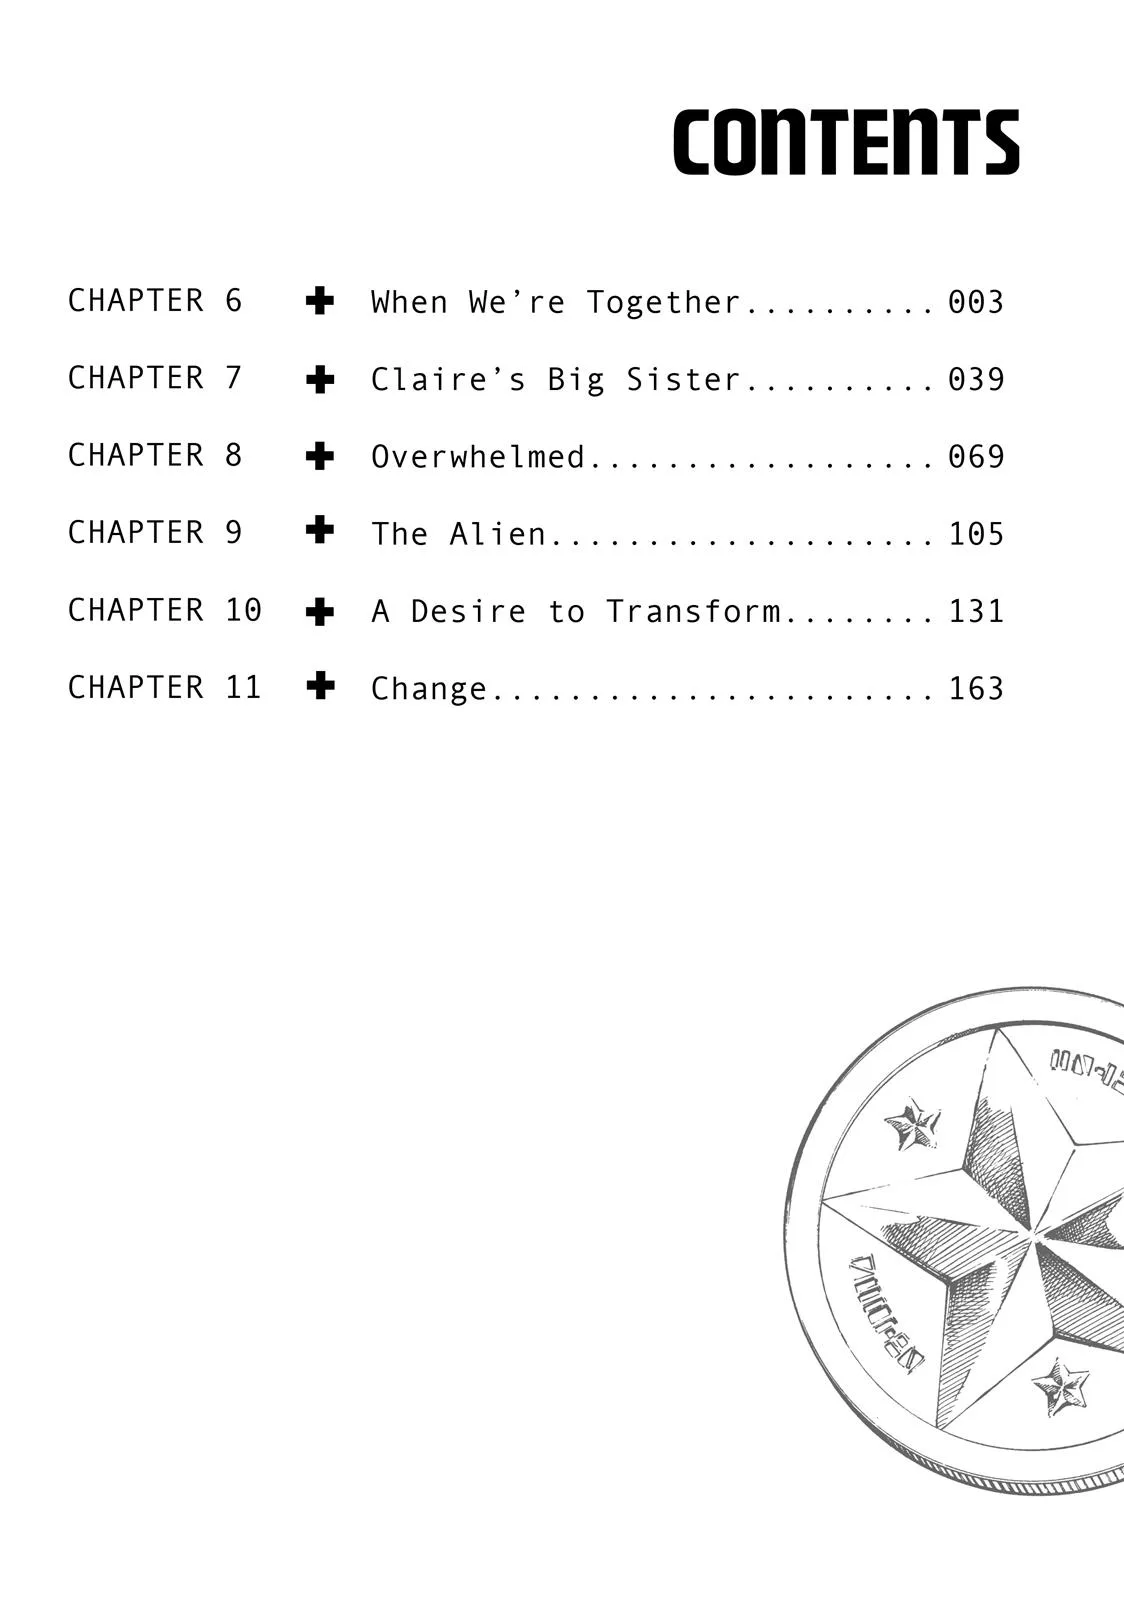 CONTENTS
CHAPTER 6 ✚ When We’re Together.......... 003
CHAPTER 7 ✚ Claire’s Big Sister.......... 039
CHAPTER 8 ✚ Overwhelmed.................. 069
CHAPTER 9 ✚ The Alien.................... 105
CHAPTER 10 ✚ A Desire to Transform........ 131
CHAPTER 11 ✚ Change....................... 163